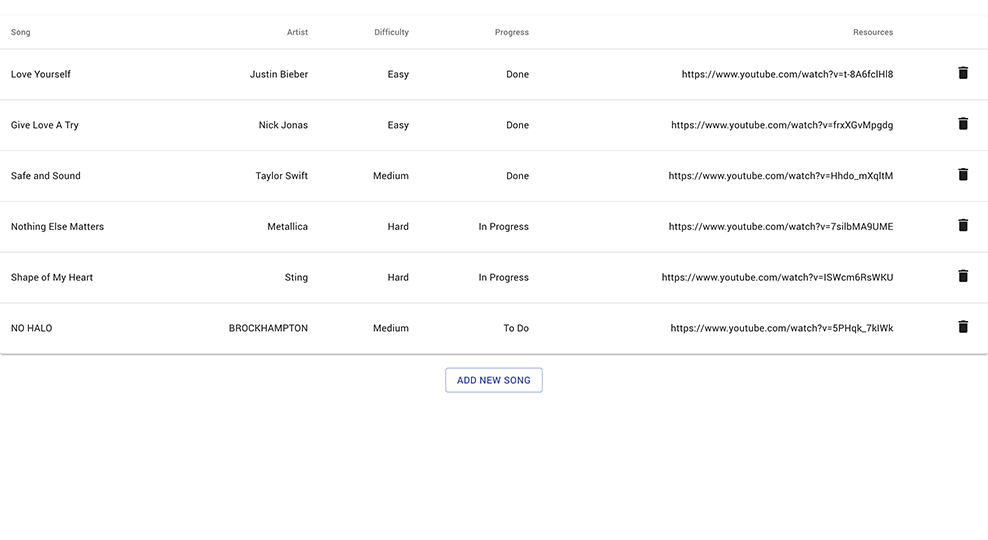 Song Artist Difficulty Progress Resources
Love Yourself Justin Bieber Easy Done https://www.youtube.com/watch?v=t-8A6fclHl8
Give Love A Try Nick Jonas Easy Done https://www.youtube.com/watch?v=frxXGvMpgdg
Safe and Sound Taylor Swift Medium Done https://www.youtube.com/watch?v=Hhdo_mXqltM
Nothing Else Matters Metallica Hard In Progress https://www.youtube.com/watch?v=7silbMA9UME
Shape of My Heart Sting Hard In Progress https://www.youtube.com/watch?v=ISWcm6RsWKU
NO HALO BROCKHAMPTON Medium To Do https://www.youtube.com/watch?v=5PHqk_7kIWk
ADD NEW SONG